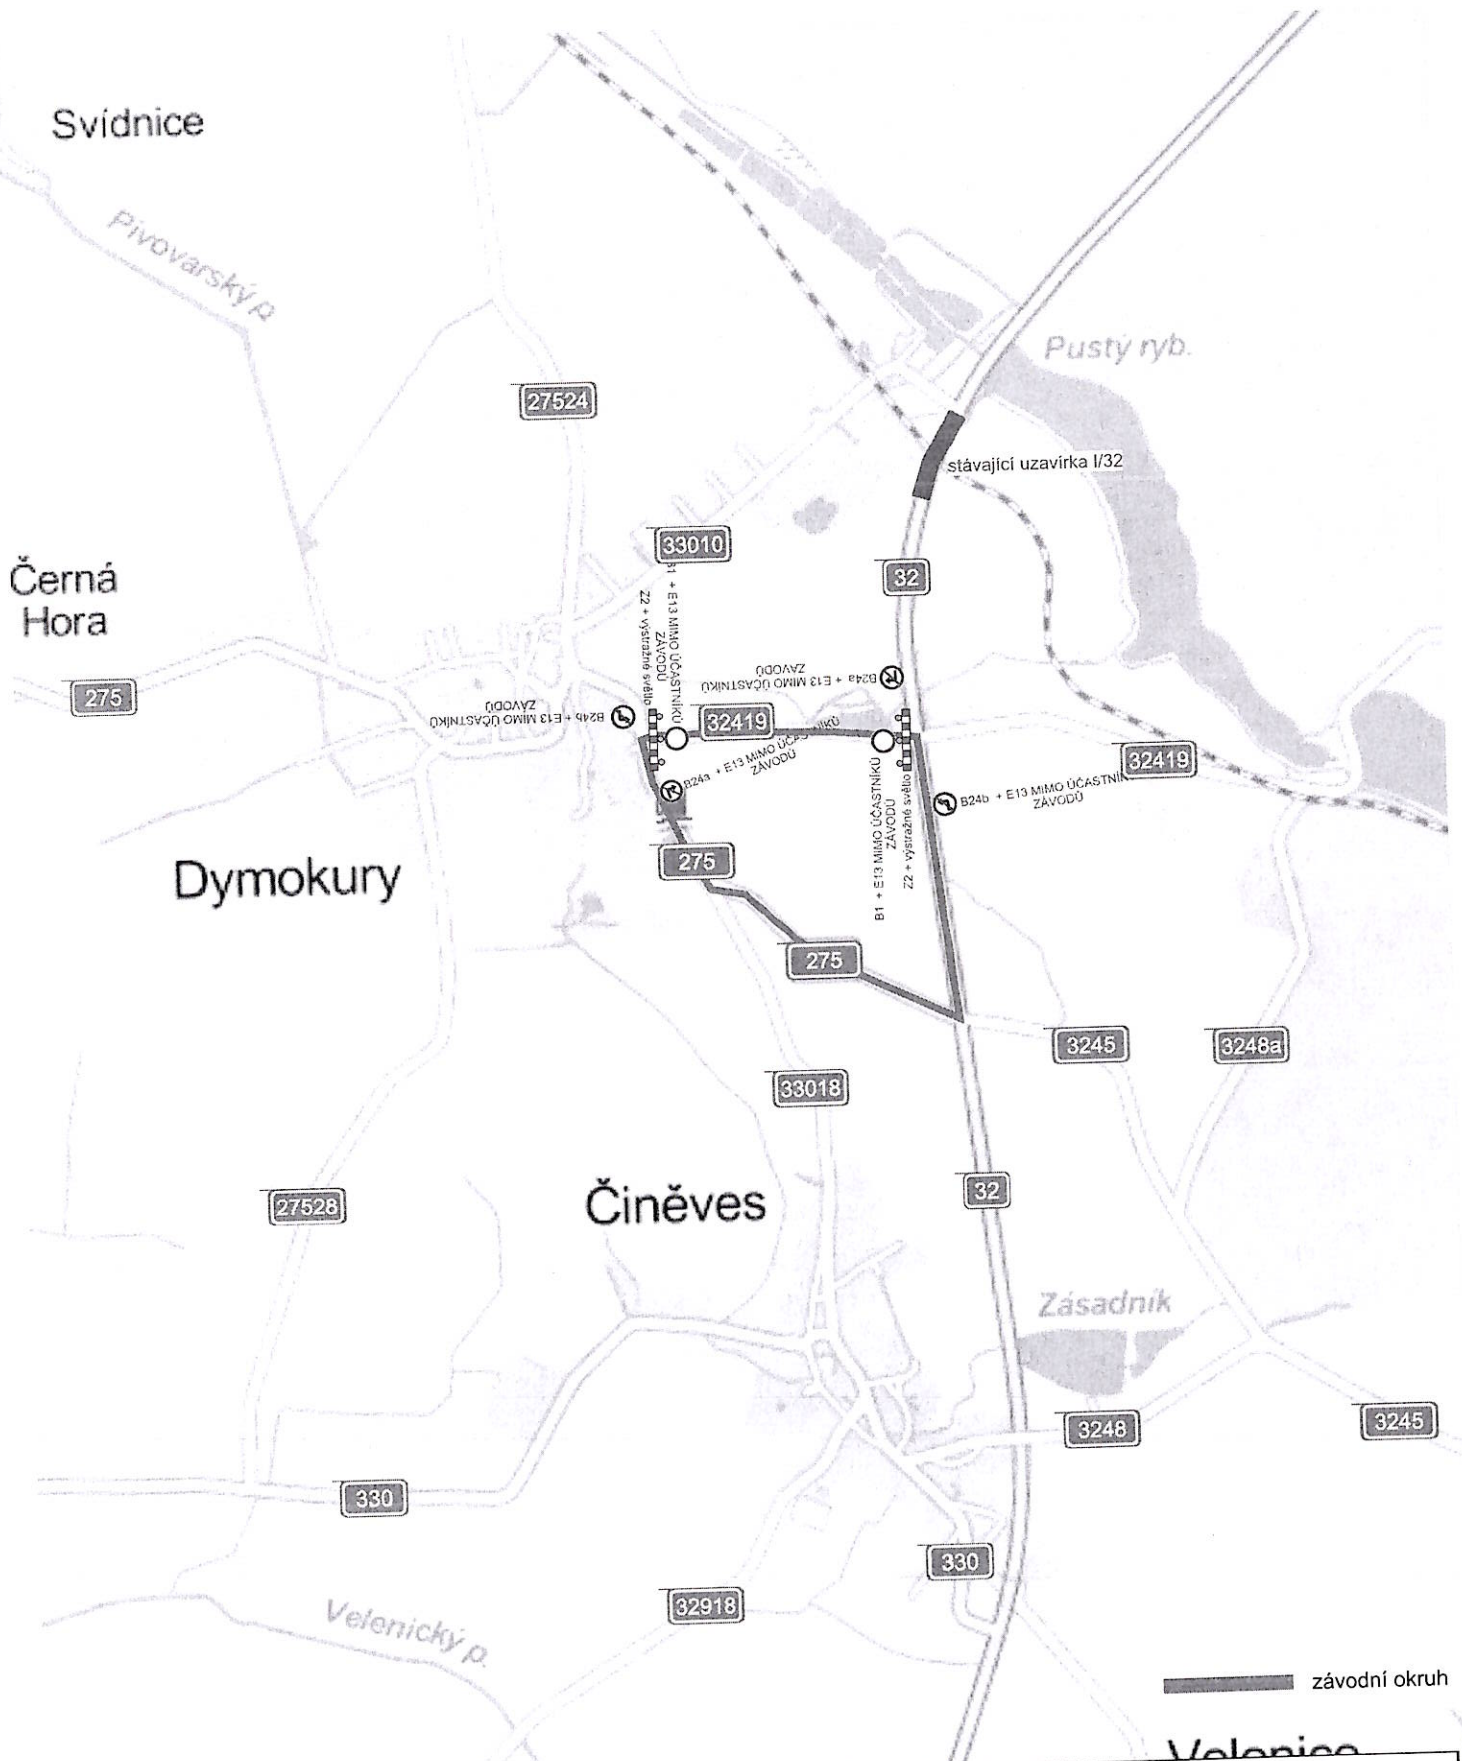 Svídnice
Pivovarský p.
Pustý ryb.
27524
stávající uzavírka I/32
33010
32
Černá
Hora
Z2 + výstražné světlo
B1 + E13 MIMO ÚČASTNÍKŮ
ZÁVODŮ
B24a + E13 MIMO ÚČASTNÍKŮ
ZÁVODŮ
275
B24b + E13 MIMO ÚČASTNÍKŮ
ZÁVODŮ
32419
32419
B24a + E13 MIMO ÚČASTNÍKŮ
ZÁVODŮ
B24b + E13 MIMO ÚČASTNÍ
ZÁVODŮ
B1 + E13 MIMO ÚČASTNÍKŮ
ZÁVODŮ
Z2 + výstražné světlo
275
Dymokury
275
3245
3248a
33018
32
Činěves
27528
Zásadník
3248
3245
330
330
32918
Velenický p.
závodní okruh
Velenice